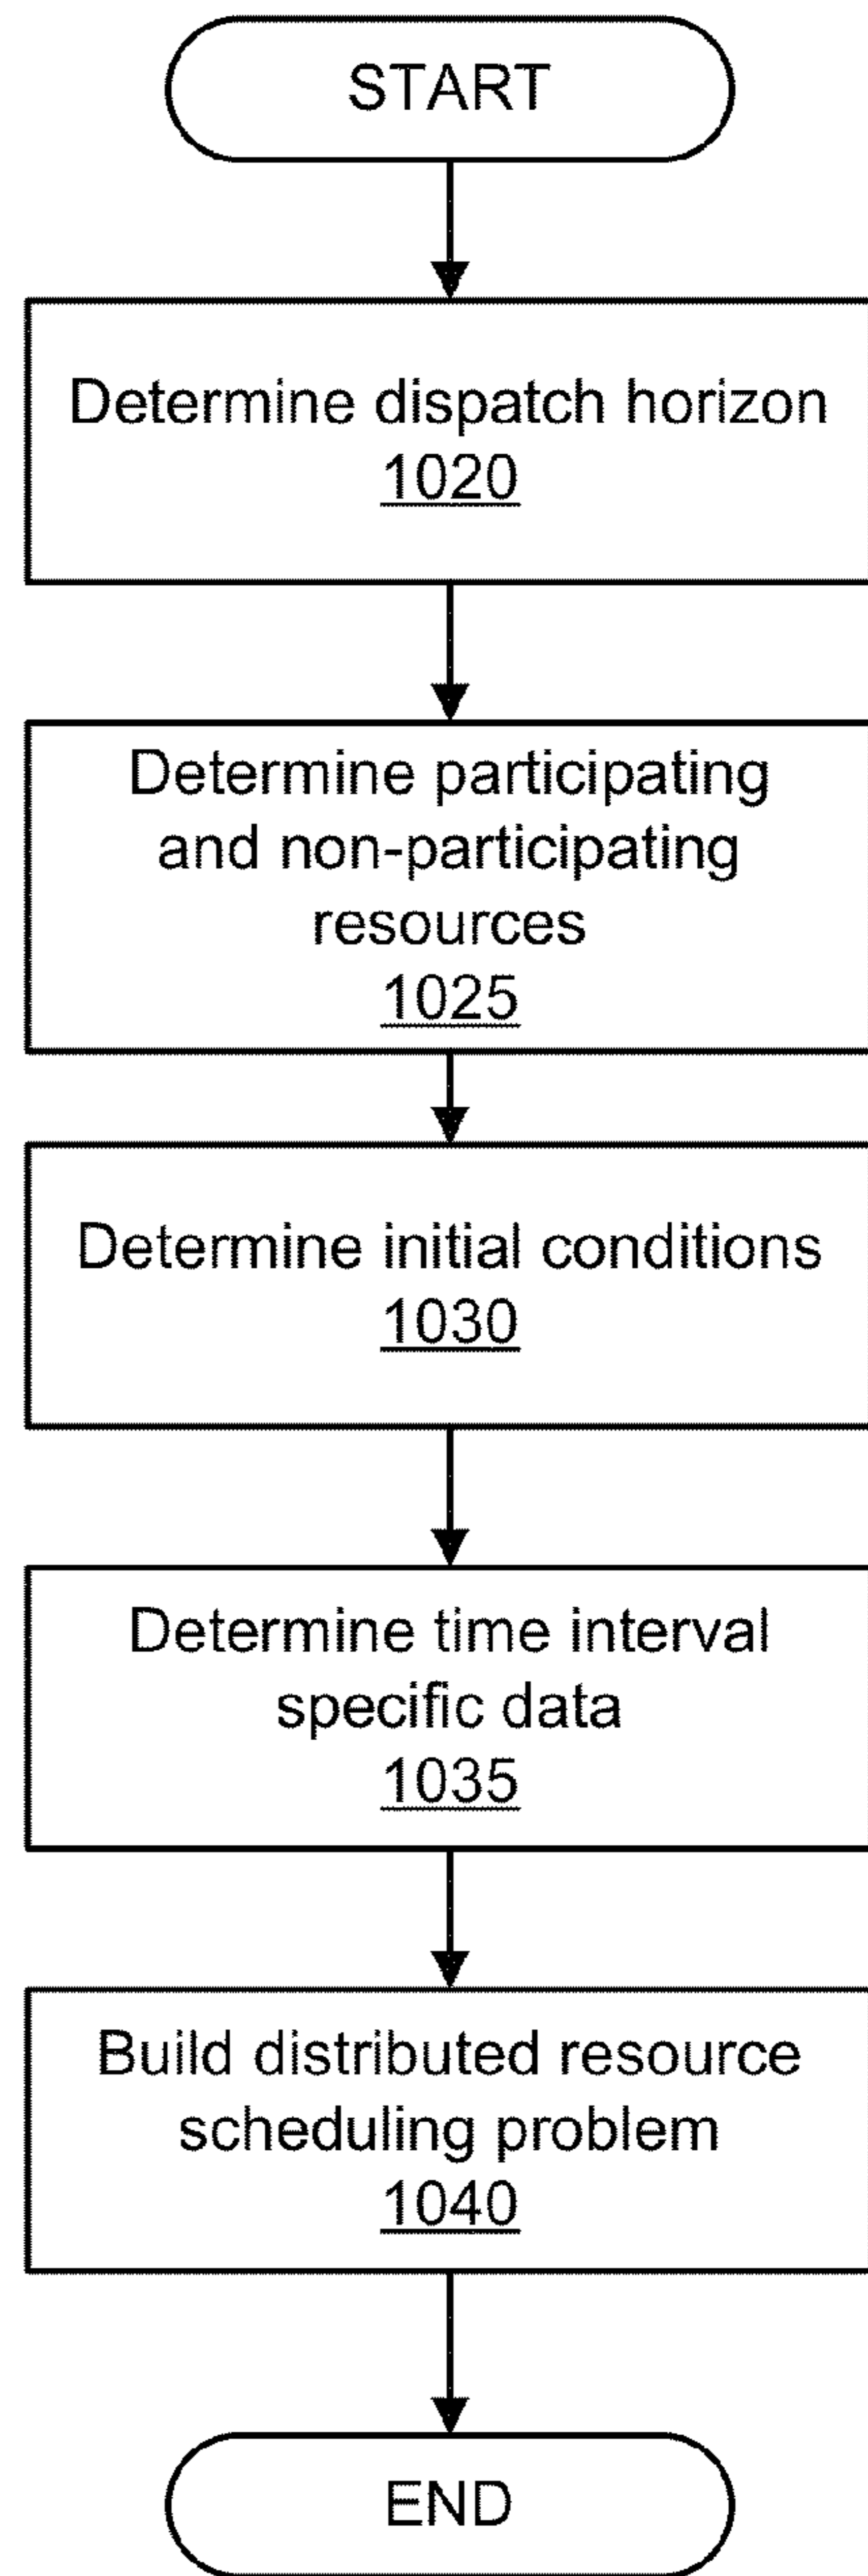 START
Determine dispatch horizon
1020
Determine participating
and non-participating
resources
1025
Determine initial conditions
1030
Determine time interval
specific data
1035
Build distributed resource
scheduling problem
1040
END